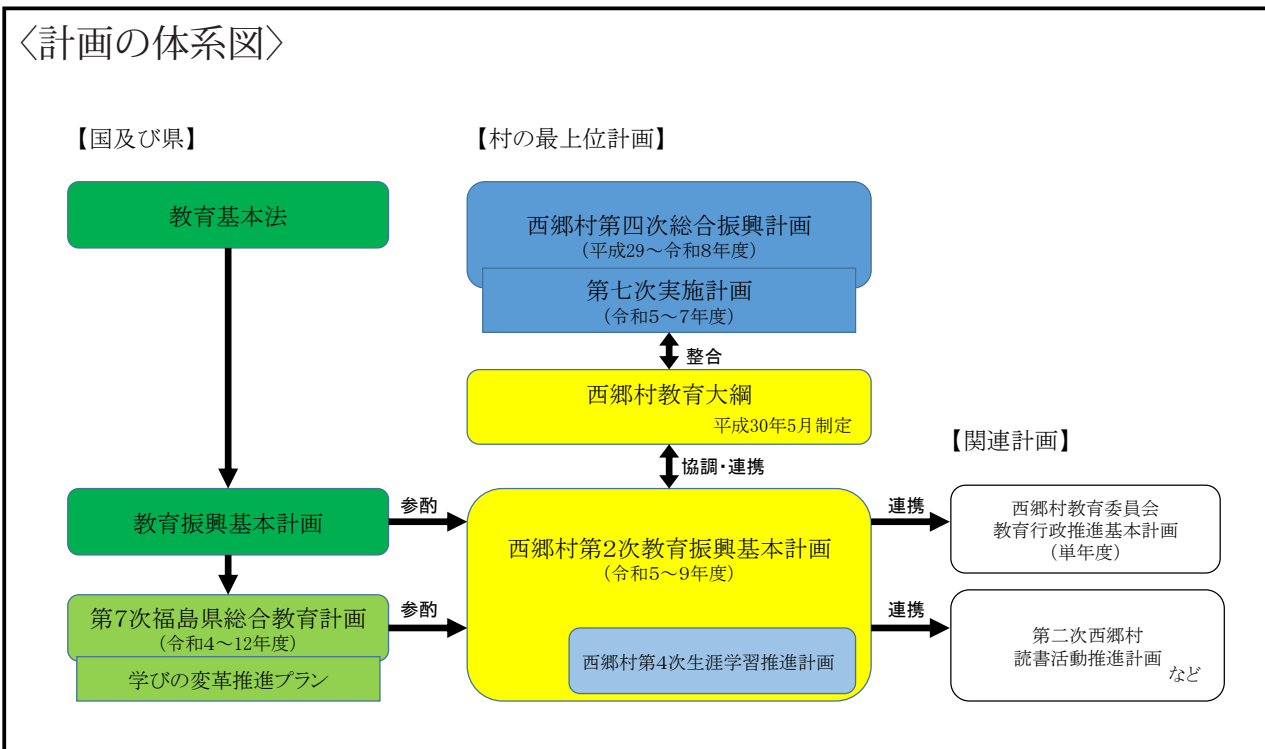 〈計画の体系図〉
【国及び県】
教育基本法
教育振興基本計画
第7次福島県総合教育計画
(令和4～12年度)
学びの変革推進プラン
参酌
参酌
【村の最上位計画】
西郷村第四次総合振興計画
(平成29～令和8年度)
第七次実施計画
(令和5～7年度)
整合
西郷村教育大綱
平成30年5月制定
協調・連携
西郷村第2次教育振興基本計画
(令和5～9年度)
西郷村第4次生涯学習推進計画
連携
連携
【関連計画】
西郷村教育委員会
教育行政推進基本計画
(単年度)
第二次西郷村
読書活動推進計画
など